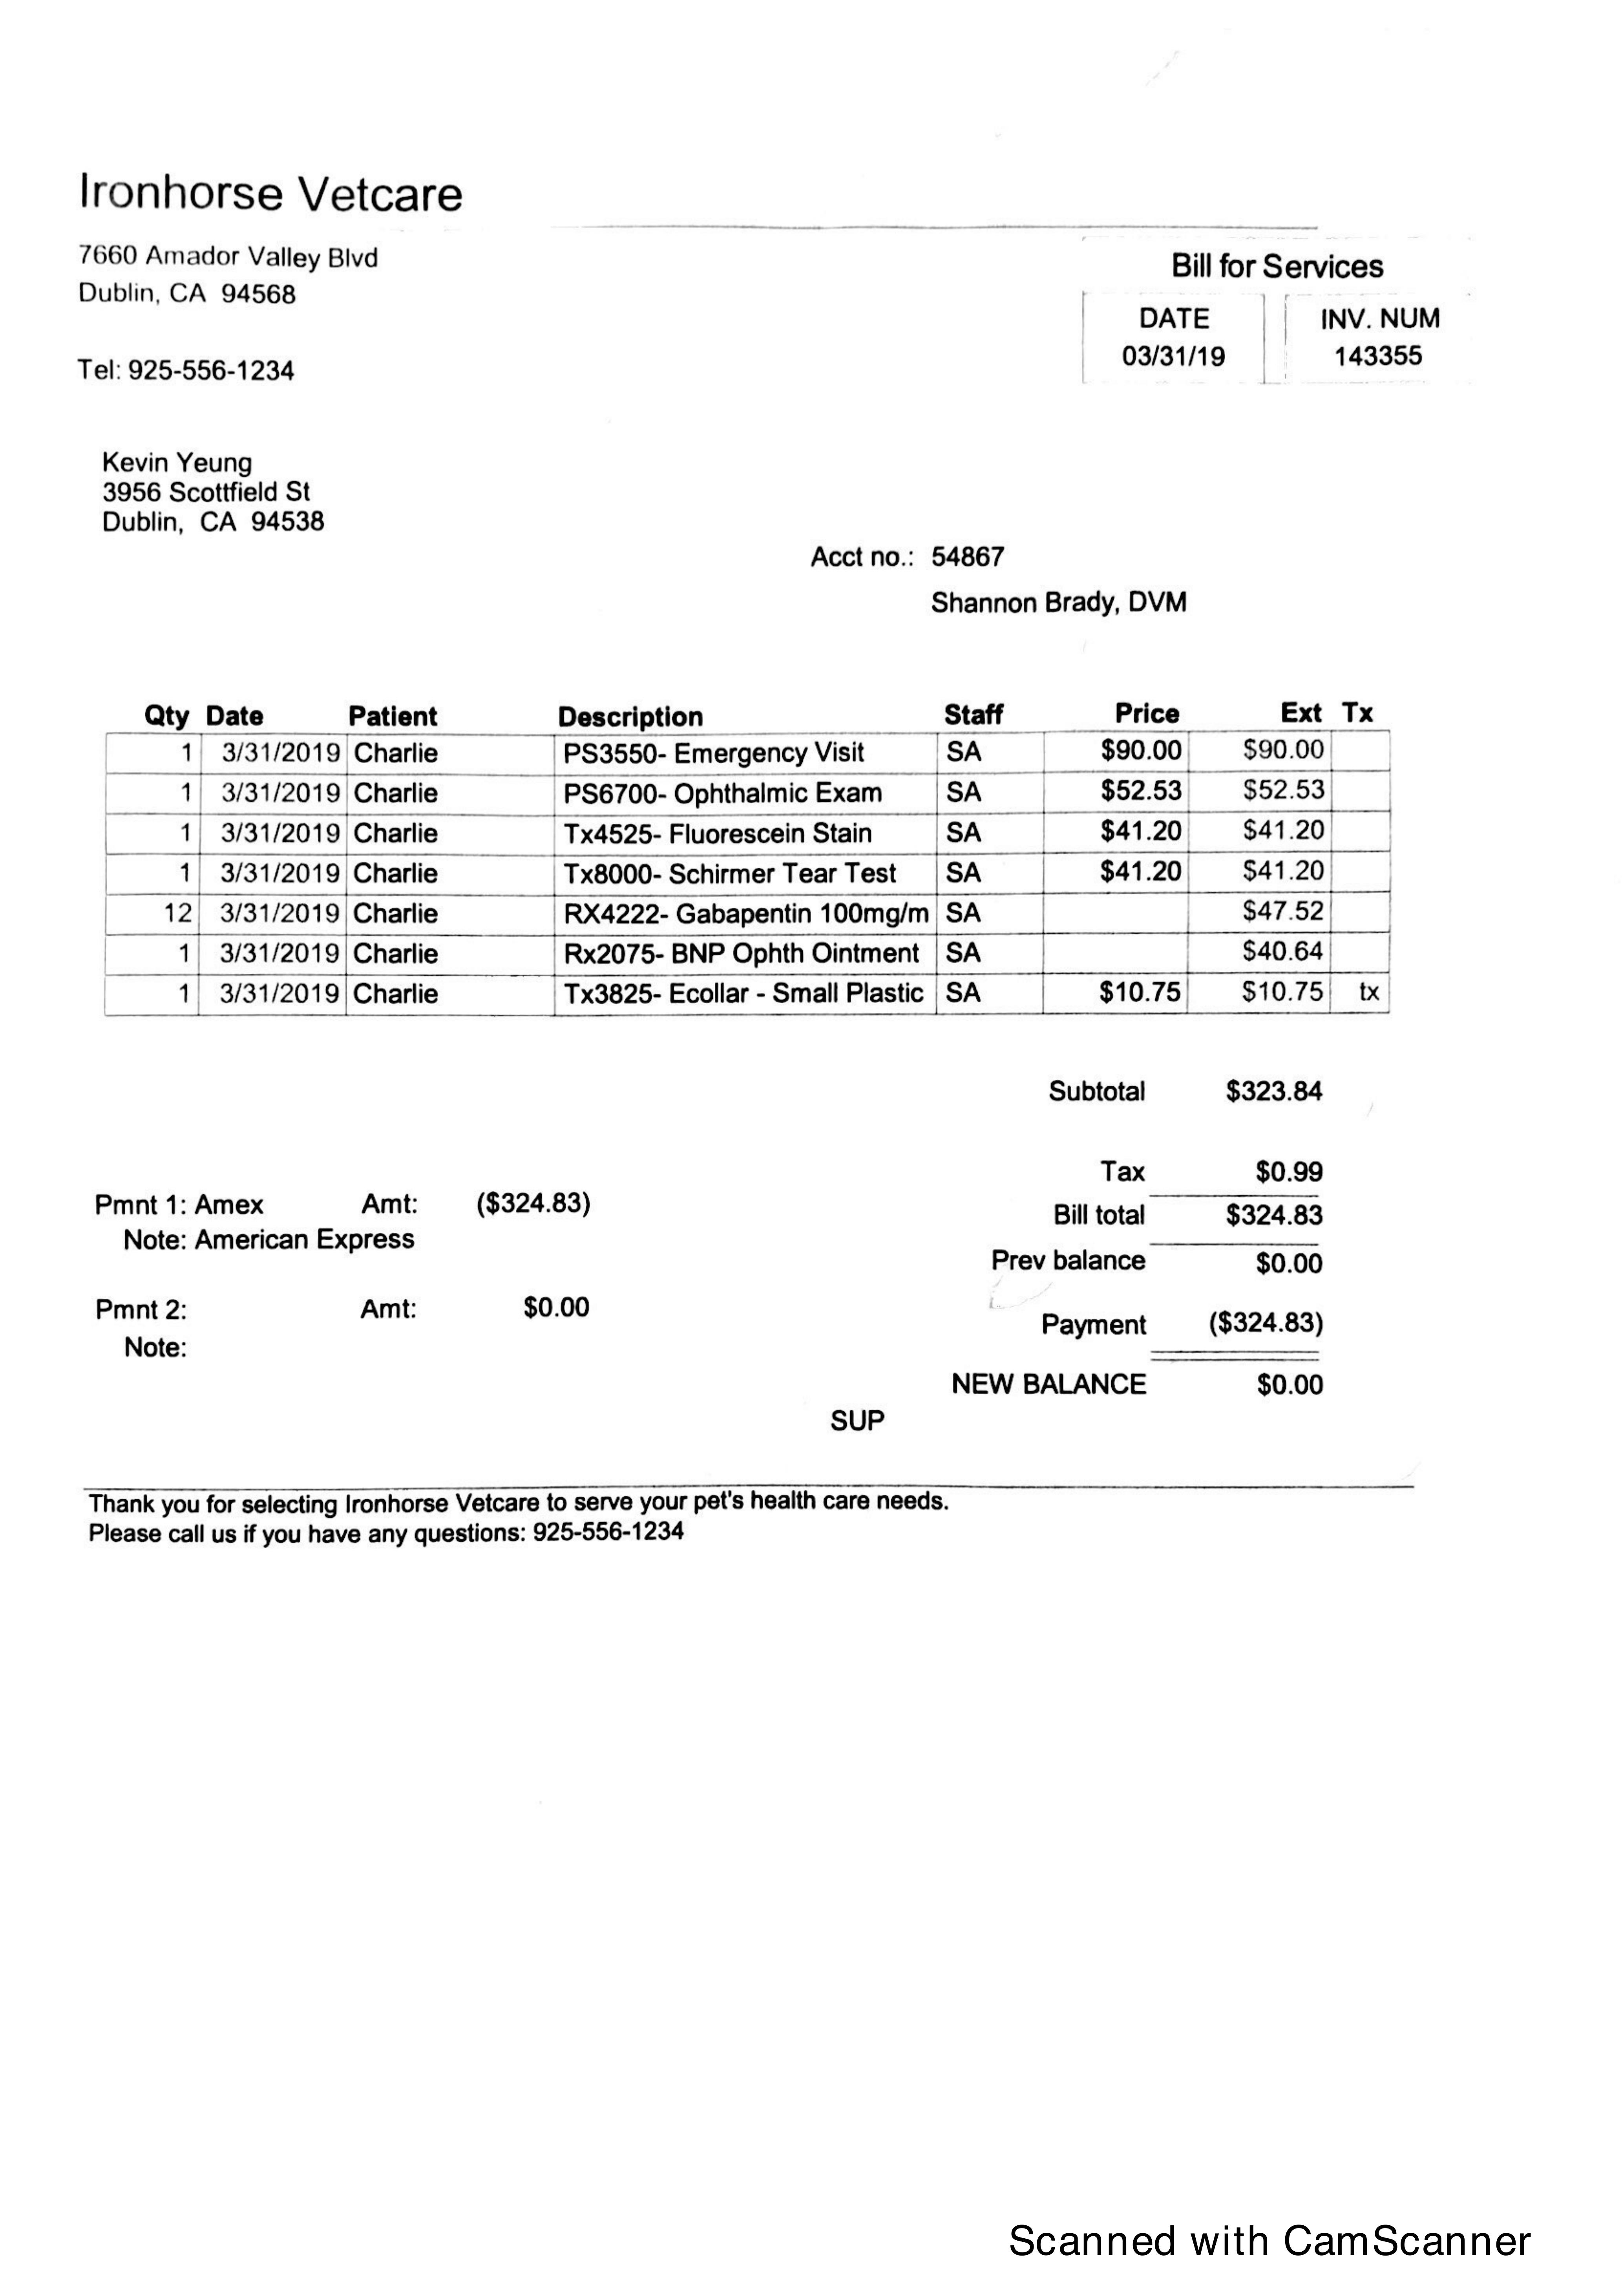 Ironhorse Vetcare
7660 Amador Valley Blvd
Dublin, CA 94568
Tel: 925-556-1234
Bill for Services
DATE INV. NUM
03/31/19 143355
Kevin Yeung
3956 Scottfield St
Dublin, CA 94538
Acct no.: 54867
Shannon Brady, DVM
Qty Date Patient Description Staff Price Ext Tx
1 3/31/2019 Charlie PS3550- Emergency Visit SA $90.00 $90.00
1 3/31/2019 Charlie PS6700- Ophthalmic Exam SA $52.53 $52.53
1 3/31/2019 Charlie Tx4525- Fluorescein Stain SA $41.20 $41.20
1 3/31/2019 Charlie Tx8000- Schirmer Tear Test SA $41.20 $41.20
12 3/31/2019 Charlie RX4222- Gabapentin 100mg/m SA $47.52
1 3/31/2019 Charlie Rx2075- BNP Ophth Ointment SA $40.64
1 3/31/2019 Charlie Tx3825- Ecollar - Small Plastic SA $10.75 $10.75 tx
Subtotal $323.84
Tax $0.99
Pmnt 1: Amex Amt: ($324.83)
Bill total $324.83
Note: American Express
Prev balance $0.00
Pmnt 2: Amt: $0.00
Payment ($324.83)
Note:
NEW BALANCE $0.00
SUP
Thank you for selecting Ironhorse Vetcare to serve your pet's health care needs.
Please call us if you have any questions: 925-556-1234
Scanned with CamScanner